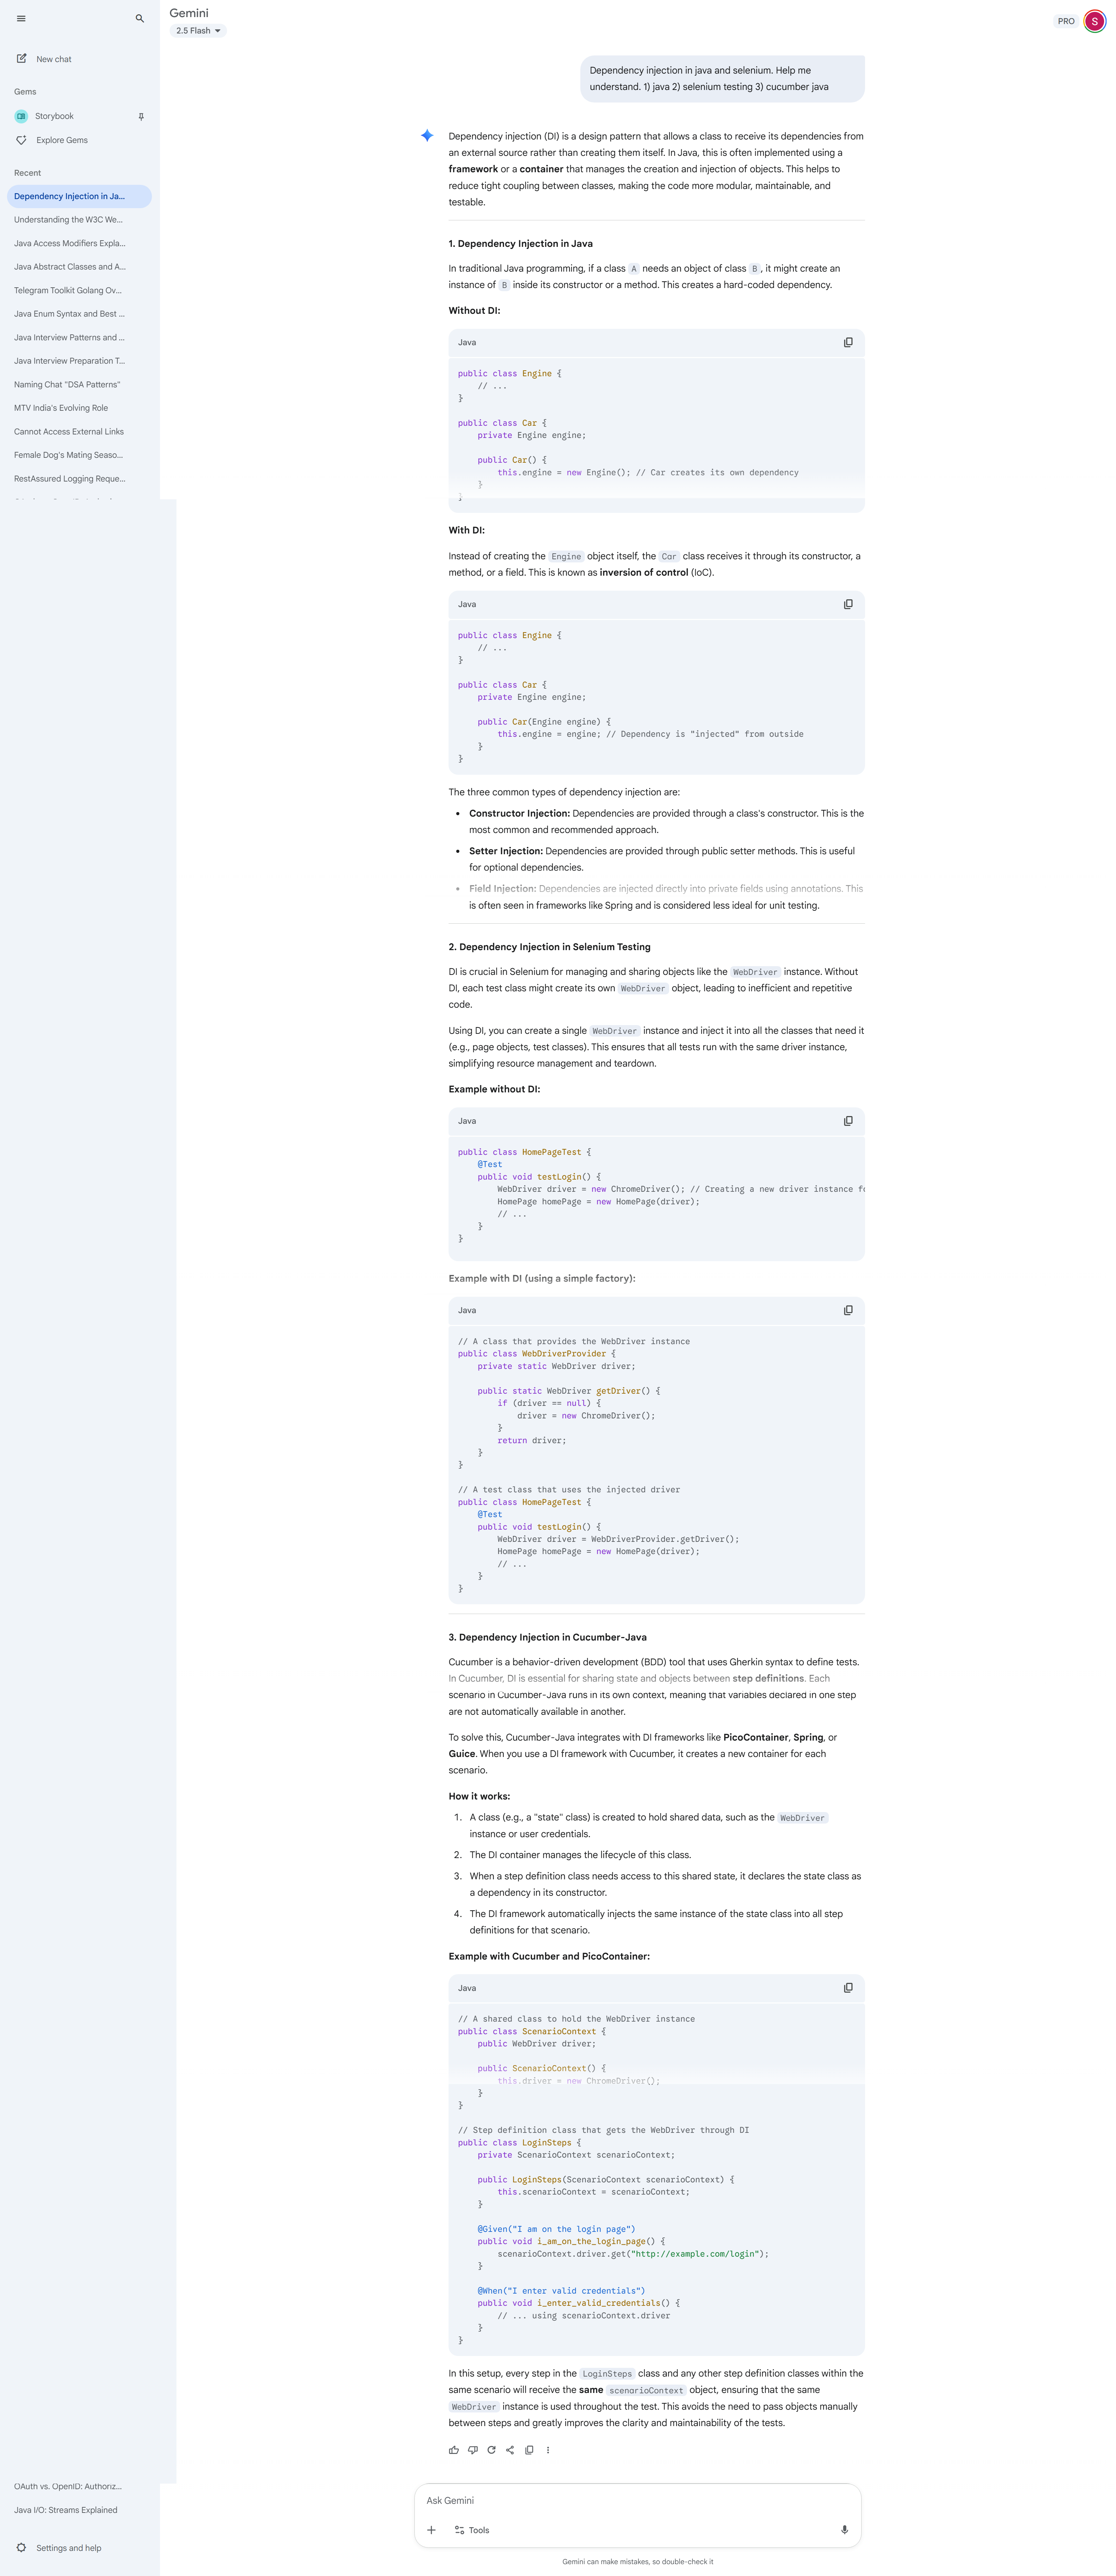 Gemini
2.5 Flash
PRO
S
New chat
Gems
Storybook
Explore Gems
Recent
Dependency Injection in Ja...
Understanding the W3C We...
Java Access Modifiers Expla...
Java Abstract Classes and A...
Telegram Toolkit Golang Ov...
Java Enum Syntax and Best ...
Java Interview Patterns and ...
Java Interview Preparation T...
Naming Chat "DSA Patterns"
MTV India's Evolving Role
Cannot Access External Links
Female Dog's Mating Seaso...
RestAssured Logging Reque...
OAuth vs. OpenID: Authoriz...
Java I/O: Streams Explained
Settings and help
Dependency injection in java and selenium. Help me
understand. 1) java 2) selenium testing 3) cucumber java
Dependency injection (DI) is a design pattern that allows a class to receive its dependencies from
an external source rather than creating them itself. In Java, this is often implemented using a
framework or a container that manages the creation and injection of objects. This helps to
reduce tight coupling between classes, making the code more modular, maintainable, and
testable.
1. Dependency Injection in Java
In traditional Java programming, if a class A needs an object of class B, it might create an
instance of B inside its constructor or a method. This creates a hard-coded dependency.
Without DI:
Java
public class Engine {
    // ...
}
public class Car {
    private Engine engine;
    public Car() {
        this.engine = new Engine(); // Car creates its own dependency
    }
}
With DI:
Instead of creating the Engine object itself, the Car class receives it through its constructor, a
method, or a field. This is known as inversion of control (IoC).
Java
public class Engine {
    // ...
}
public class Car {
    private Engine engine;
    public Car(Engine engine) {
        this.engine = engine; // Dependency is "injected" from outside
    }
}
The three common types of dependency injection are:
• Constructor Injection: Dependencies are provided through a class's constructor. This is the
most common and recommended approach.
• Setter Injection: Dependencies are provided through public setter methods. This is useful
for optional dependencies.
• Field Injection: Dependencies are injected directly into private fields using annotations. This
is often seen in frameworks like Spring and is considered less ideal for unit testing.
2. Dependency Injection in Selenium Testing
DI is crucial in Selenium for managing and sharing objects like the WebDriver instance. Without
DI, each test class might create its own WebDriver object, leading to inefficient and repetitive
code.
Using DI, you can create a single WebDriver instance and inject it into all the classes that need it
(e.g., page objects, test classes). This ensures that all tests run with the same driver instance,
simplifying resource management and teardown.
Example without DI:
Java
public class HomePageTest {
    @Test
    public void testLogin() {
        WebDriver driver = new ChromeDriver(); // Creating a new driver instance fo
        HomePage homePage = new HomePage(driver);
        // ...
    }
}
Example with DI (using a simple factory):
Java
// A class that provides the WebDriver instance
public class WebDriverProvider {
    private static WebDriver driver;
    public static WebDriver getDriver() {
        if (driver == null) {
            driver = new ChromeDriver();
        }
        return driver;
    }
}
// A test class that uses the injected driver
public class HomePageTest {
    @Test
    public void testLogin() {
        WebDriver driver = WebDriverProvider.getDriver();
        HomePage homePage = new HomePage(driver);
        // ...
    }
}
3. Dependency Injection in Cucumber-Java
Cucumber is a behavior-driven development (BDD) tool that uses Gherkin syntax to define tests.
In Cucumber, DI is essential for sharing state and objects between step definitions. Each
scenario in Cucumber-Java runs in its own context, meaning that variables declared in one step
are not automatically available in another.
To solve this, Cucumber-Java integrates with DI frameworks like PicoContainer, Spring, or
Guice. When you use a DI framework with Cucumber, it creates a new container for each
scenario.
How it works:
1. A class (e.g., a "state" class) is created to hold shared data, such as the WebDriver
instance or user credentials.
2. The DI container manages the lifecycle of this class.
3. When a step definition class needs access to this shared state, it declares the state class as
a dependency in its constructor.
4. The DI framework automatically injects the same instance of the state class into all step
definitions for that scenario.
Example with Cucumber and PicoContainer:
Java
// A shared class to hold the WebDriver instance
public class ScenarioContext {
    public WebDriver driver;
    public ScenarioContext() {
        this.driver = new ChromeDriver();
    }
}
// Step definition class that gets the WebDriver through DI
public class LoginSteps {
    private ScenarioContext scenarioContext;
    public LoginSteps(ScenarioContext scenarioContext) {
        this.scenarioContext = scenarioContext;
    }
    @Given("I am on the login page")
    public void i_am_on_the_login_page() {
        scenarioContext.driver.get("http://example.com/login");
    }
    @When("I enter valid credentials")
    public void i_enter_valid_credentials() {
        // ... using scenarioContext.driver
    }
}
In this setup, every step in the LoginSteps class and any other step definition classes within the
same scenario will receive the same scenarioContext object, ensuring that the same
WebDriver instance is used throughout the test. This avoids the need to pass objects manually
between steps and greatly improves the clarity and maintainability of the tests.
Ask Gemini
Tools
Gemini can make mistakes, so double-check it